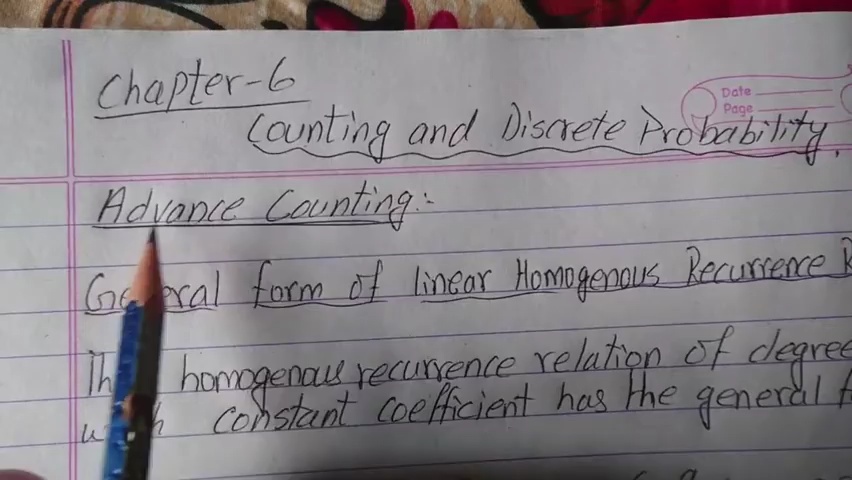 Chapter-6
Date
Page
Counting and Discrete Probability.
Advance Counting:-
General form of linear Homogenous Recurrence
homogenous recurrence relation of degree
constant coefficient has the general